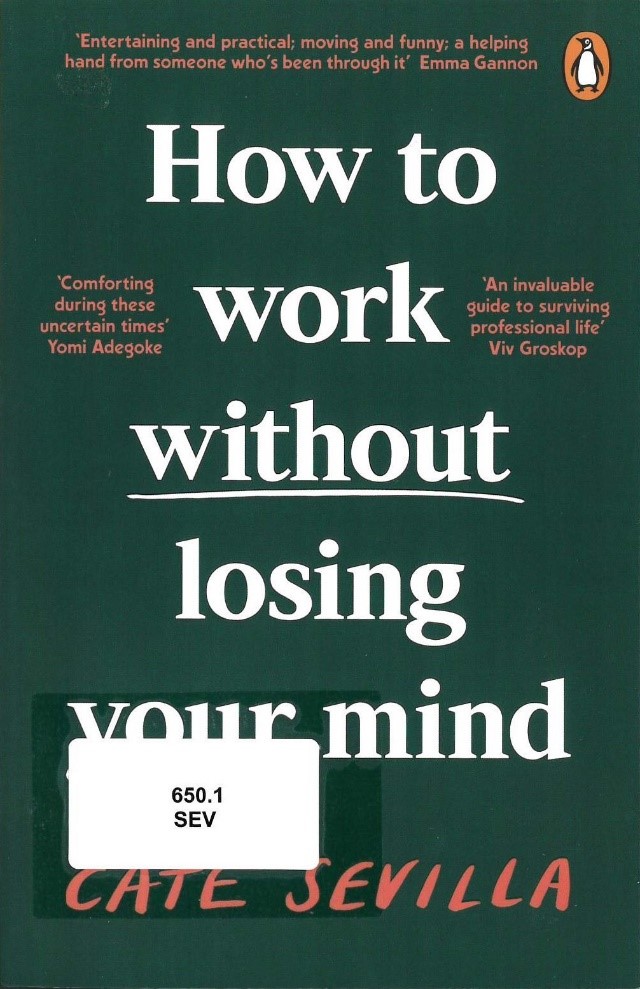 ‘Entertaining and practical; moving and funny; a helping
hand from someone who’s been through it’ Emma Gannon
How to
‘Comforting
during these
uncertain times’
Yomi Adegoke
work
‘An invaluable
guide to surviving
professional life’
Viv Groskop
without
losing
your mind
650.1
SEV
CATE SEVILLA